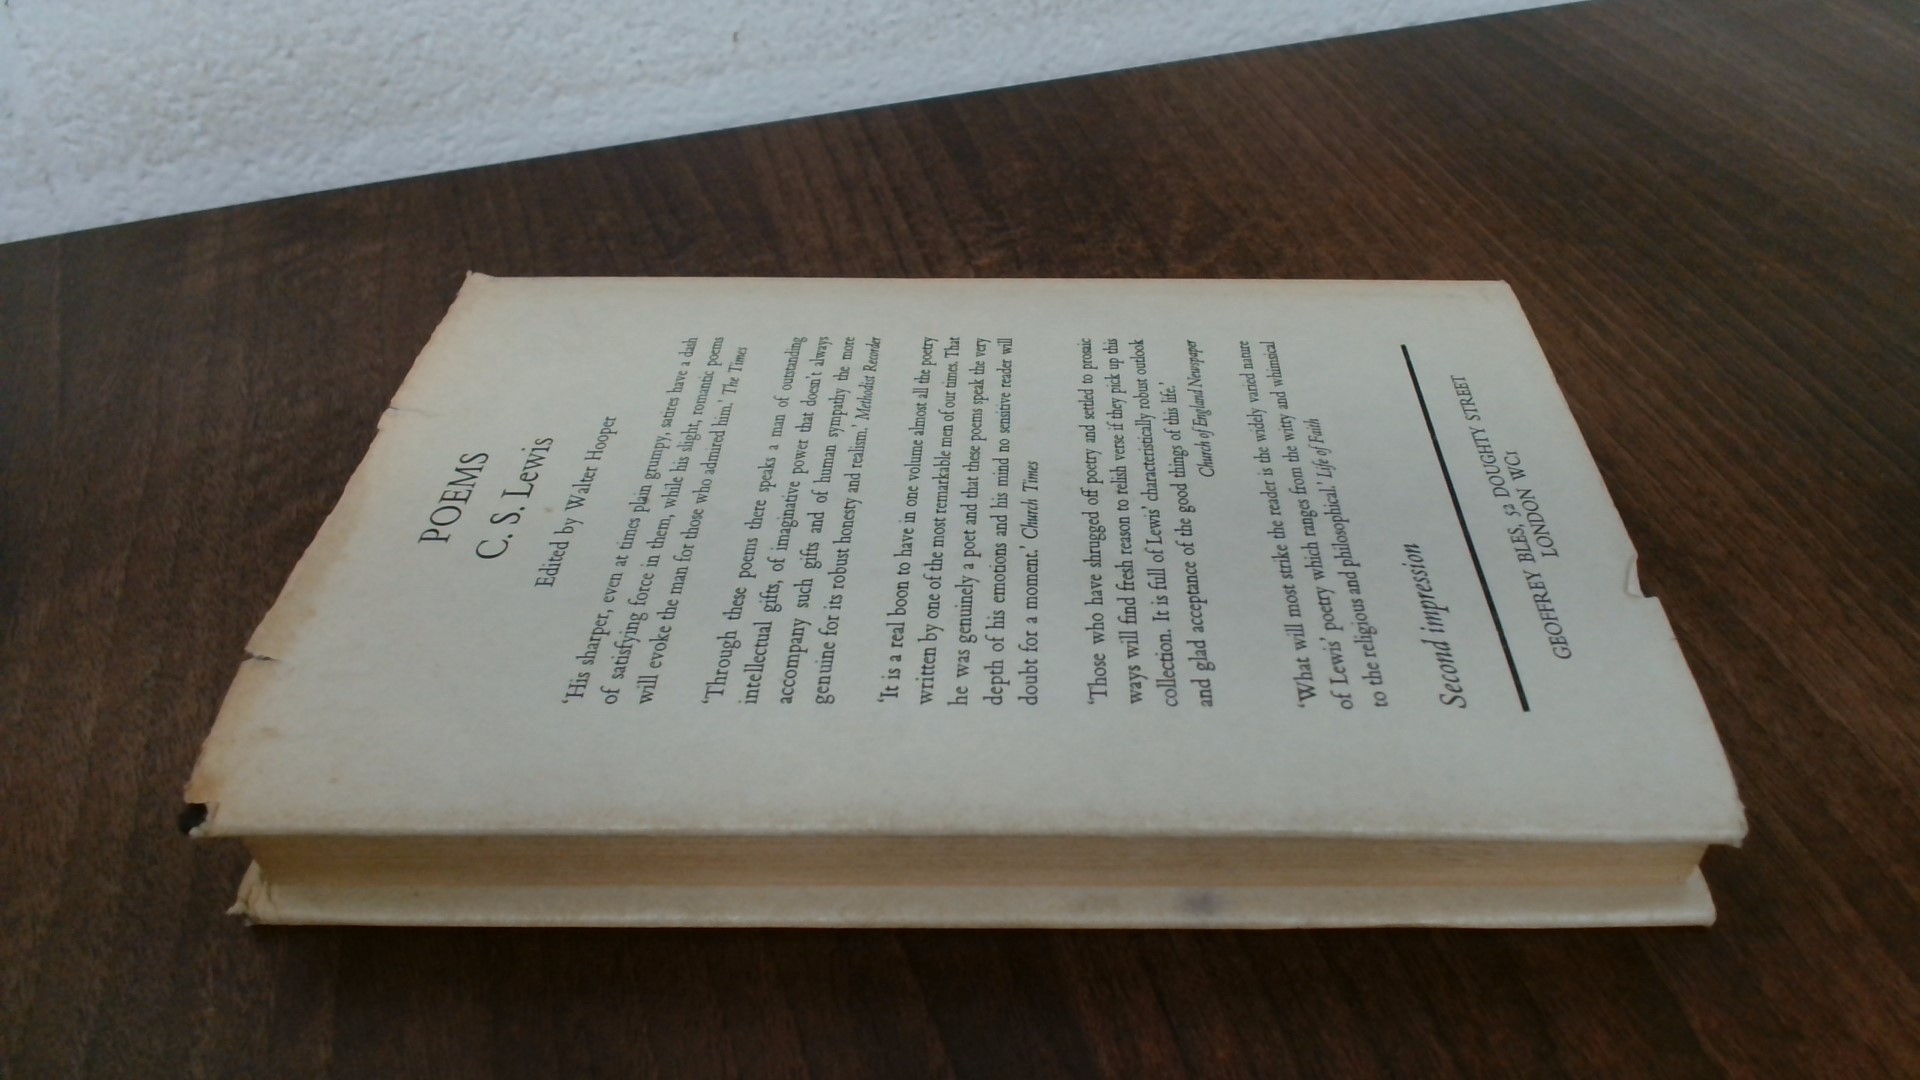 POEMS
C. S. Lewis
Edited by Walter Hooper
‘His sharper, even at times plain grumpy, satires have a dash
of satisfying force in them, while his slight, romantic poems
will evoke the man for those who admired him.’ The Times
‘Through these poems there speaks a man of outstanding
intellectual gifts, of imaginative power that doesn't always
accompany such gifts and of human sympathy the more
genuine for its robust honesty and realism.’ Methodist Recorder
‘It is a real boon to have in one volume almost all the poetry
written by one of the most remarkable men of our times. That
he was genuinely a poet and that these poems speak the very
depth of his emotions and his mind no sensitive reader will
doubt for a moment.’ Church Times
‘Those who have shrugged off poetry and settled to prosaic
ways will find fresh reason to relish verse if they pick up this
collection. It is full of Lewis’ characteristically robust outlook
and glad acceptance of the good things of this life.’
Church of England Newspaper
‘What will most strike the reader is the widely varied nature
of Lewis’ poetry which ranges from the witty and whimsical
to the religious and philosophical.’ Life of Faith
Second impression
GEOFFREY BLES, 52 DOUGHTY STREET
LONDON WC1